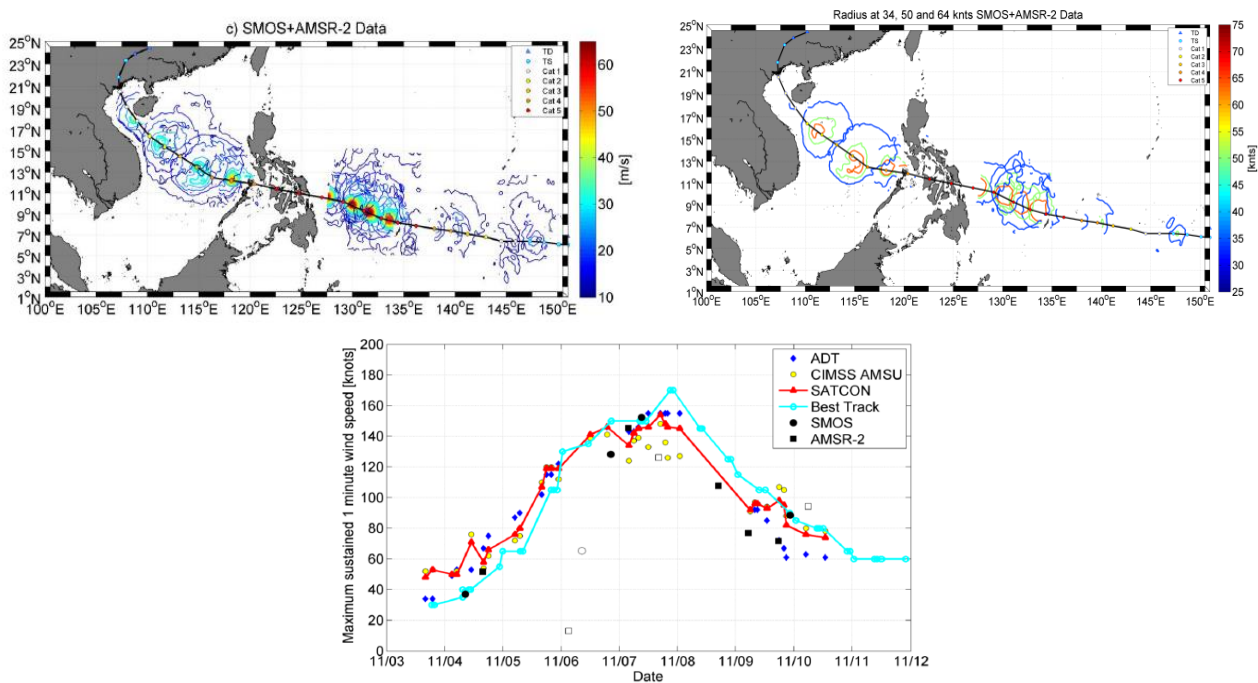 c) SMOS+AMSR-2 Data
25°N
23°N
21°N
19°N
17°N
15°N
13°N
11°N
9°N
7°N
5°N
3°N
1°N
100°E 105°E 110°E 115°E 120°E 125°E 130°E 135°E 140°E 145°E 150°E
TD
TS
Cat 1
Cat 2
Cat 3
Cat 4
Cat 5
60
50
40
30
20
10
[m/s]
Radius at 34, 50 and 64 knts SMOS+AMSR-2 Data
25°N
23°N
21°N
19°N
17°N
15°N
13°N
11°N
9°N
7°N
5°N
3°N
1°N
100°E 105°E 110°E 115°E 120°E 125°E 130°E 135°E 140°E 145°E 150°E
TD
TS
Cat 1
Cat 2
Cat 3
Cat 4
Cat 5
75
70
65
60
55
50
45
40
35
30
25
[knts]
Maximum sustained 1 minute wind speed [knots]
200
180
160
140
120
100
80
60
40
20
0
11/03 11/04 11/05 11/06 11/07 11/08 11/09 11/10 11/11 11/12
Date
ADT
CIMSS AMSU
SATCON
Best Track
SMOS
AMSR-2